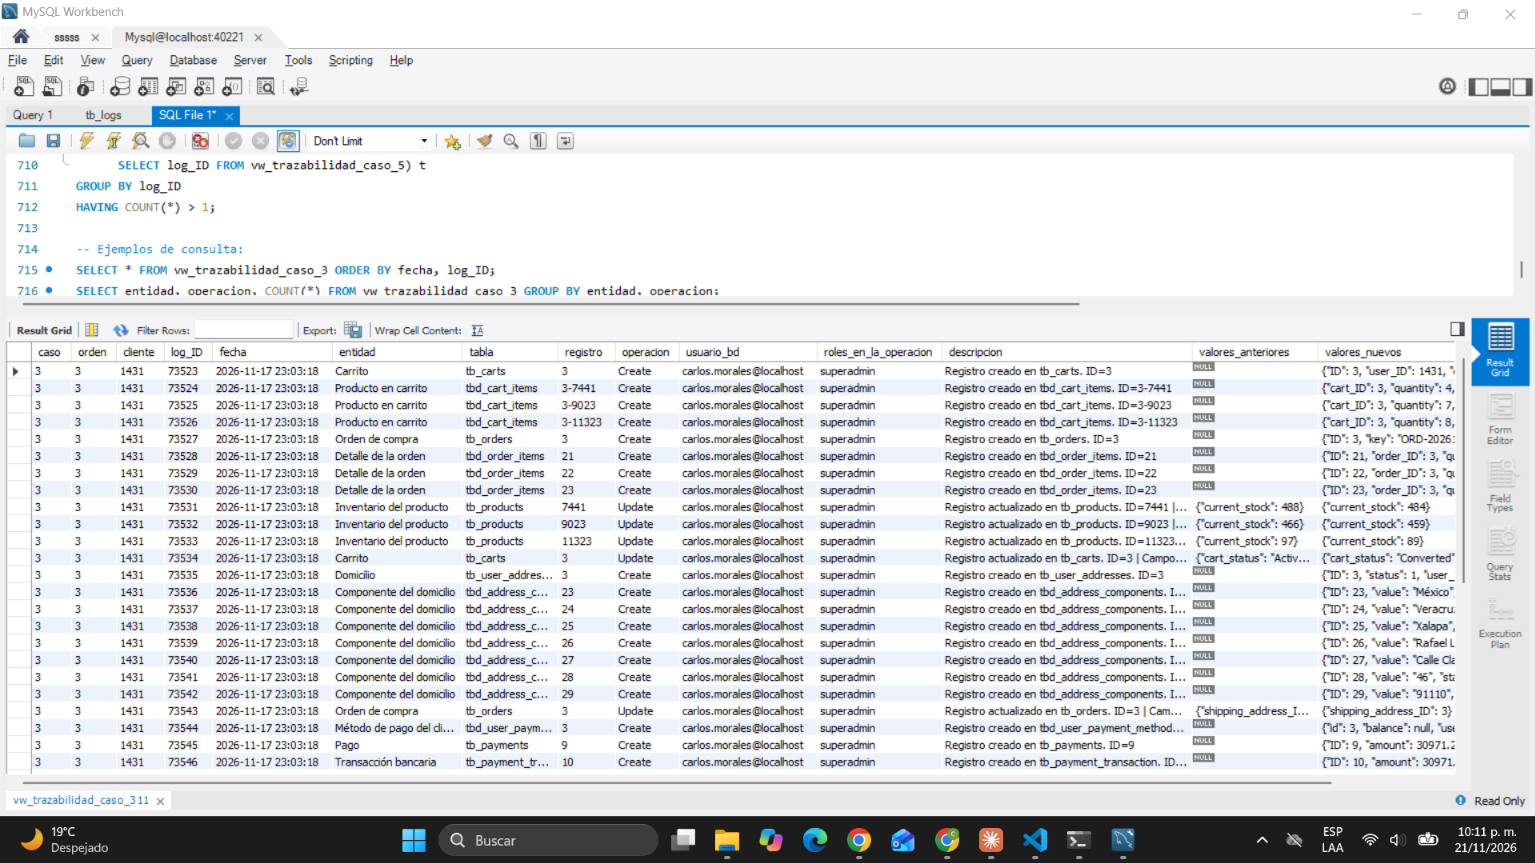 MySQL Workbench
sssss Mysql@localhost:40221
File Edit View Query Database Server Tools Scripting Help
Query 1 tb_logs SQL File 1*
Don't Limit
710 SELECT log_ID FROM vw_trazabilidad_caso_5) t
711 GROUP BY log_ID
712 HAVING COUNT(*) > 1;
713
714 -- Ejemplos de consulta:
715 SELECT * FROM vw_trazabilidad_caso_3 ORDER BY fecha, log_ID;
716 SELECT entidad, operacion, COUNT(*) FROM vw_trazabilidad_caso_3 GROUP BY entidad, operacion;
Result Grid Filter Rows: Export: Wrap Cell Content:
caso orden cliente log_ID fecha entidad tabla registro operacion usuario_bd roles_en_la_operacion descripcion valores_anteriores valores_nuevos
3 3 1431 73523 2026-11-17 23:03:18 Carrito tb_carts 3 Create carlos.morales@localhost superadmin Registro creado en tb_carts. ID=3 NULL {"ID": 3, "user_ID": 1431, "
3 3 1431 73524 2026-11-17 23:03:18 Producto en carrito tbd_cart_items 3-7441 Create carlos.morales@localhost superadmin Registro creado en tbd_cart_items. ID=3-7441 NULL {"cart_ID": 3, "quantity": 4,
3 3 1431 73525 2026-11-17 23:03:18 Producto en carrito tbd_cart_items 3-9023 Create carlos.morales@localhost superadmin Registro creado en tbd_cart_items. ID=3-9023 NULL {"cart_ID": 3, "quantity": 7,
3 3 1431 73526 2026-11-17 23:03:18 Producto en carrito tbd_cart_items 3-11323 Create carlos.morales@localhost superadmin Registro creado en tbd_cart_items. ID=3-11323 NULL {"cart_ID": 3, "quantity": 8,
3 3 1431 73527 2026-11-17 23:03:18 Orden de compra tb_orders 3 Create carlos.morales@localhost superadmin Registro creado en tb_orders. ID=3 NULL {"ID": 3, "key": "ORD-2026
3 3 1431 73528 2026-11-17 23:03:18 Detalle de la orden tbd_order_items 21 Create carlos.morales@localhost superadmin Registro creado en tbd_order_items. ID=21 NULL {"ID": 21, "order_ID": 3, "qu
3 3 1431 73529 2026-11-17 23:03:18 Detalle de la orden tbd_order_items 22 Create carlos.morales@localhost superadmin Registro creado en tbd_order_items. ID=22 NULL {"ID": 22, "order_ID": 3, "qu
3 3 1431 73530 2026-11-17 23:03:18 Detalle de la orden tbd_order_items 23 Create carlos.morales@localhost superadmin Registro creado en tbd_order_items. ID=23 NULL {"ID": 23, "order_ID": 3, "qu
3 3 1431 73531 2026-11-17 23:03:18 Inventario del producto tb_products 7441 Update carlos.morales@localhost superadmin Registro actualizado en tb_products. ID=7441 |... {"current_stock": 488} {"current_stock": 484}
3 3 1431 73532 2026-11-17 23:03:18 Inventario del producto tb_products 9023 Update carlos.morales@localhost superadmin Registro actualizado en tb_products. ID=9023 |... {"current_stock": 466} {"current_stock": 459}
3 3 1431 73533 2026-11-17 23:03:18 Inventario del producto tb_products 11323 Update carlos.morales@localhost superadmin Registro actualizado en tb_products. ID=11323... {"current_stock": 97} {"current_stock": 89}
3 3 1431 73534 2026-11-17 23:03:18 Carrito tb_carts 3 Update carlos.morales@localhost superadmin Registro actualizado en tb_carts. ID=3 | Campo... {"cart_status": "Activ... {"cart_status": "Converted"
3 3 1431 73535 2026-11-17 23:03:18 Domicilio tb_user_addres... 3 Create carlos.morales@localhost superadmin Registro creado en tb_user_addresses. ID=3 NULL {"ID": 3, "status": 1, "user_
3 3 1431 73536 2026-11-17 23:03:18 Componente del domicilio tbd_address_c... 23 Create carlos.morales@localhost superadmin Registro creado en tbd_address_components. I... NULL {"ID": 23, "value": "México",
3 3 1431 73537 2026-11-17 23:03:18 Componente del domicilio tbd_address_c... 24 Create carlos.morales@localhost superadmin Registro creado en tbd_address_components. I... NULL {"ID": 24, "value": "Veracru
3 3 1431 73538 2026-11-17 23:03:18 Componente del domicilio tbd_address_c... 25 Create carlos.morales@localhost superadmin Registro creado en tbd_address_components. I... NULL {"ID": 25, "value": "Xalapa",
3 3 1431 73539 2026-11-17 23:03:18 Componente del domicilio tbd_address_c... 26 Create carlos.morales@localhost superadmin Registro creado en tbd_address_components. I... NULL {"ID": 26, "value": "Rafael L
3 3 1431 73540 2026-11-17 23:03:18 Componente del domicilio tbd_address_c... 27 Create carlos.morales@localhost superadmin Registro creado en tbd_address_components. I... NULL {"ID": 27, "value": "Calle Cla
3 3 1431 73541 2026-11-17 23:03:18 Componente del domicilio tbd_address_c... 28 Create carlos.morales@localhost superadmin Registro creado en tbd_address_components. I... NULL {"ID": 28, "value": "46", "sta
3 3 1431 73542 2026-11-17 23:03:18 Componente del domicilio tbd_address_c... 29 Create carlos.morales@localhost superadmin Registro creado en tbd_address_components. I... NULL {"ID": 29, "value": "91110",
3 3 1431 73543 2026-11-17 23:03:18 Orden de compra tb_orders 3 Update carlos.morales@localhost superadmin Registro actualizado en tb_orders. ID=3 | Cam... {"shipping_address_I... {"shipping_address_ID": 3}
3 3 1431 73544 2026-11-17 23:03:18 Método de pago del di... tbd_user_paym... 3 Create carlos.morales@localhost superadmin Registro creado en tbd_user_payment_method... NULL {"id": 3, "balance": null, "use
3 3 1431 73545 2026-11-17 23:03:18 Pago tb_payments 9 Create carlos.morales@localhost superadmin Registro creado en tb_payments. ID=9 NULL {"ID": 9, "amount": 30971.2
3 3 1431 73546 2026-11-17 23:03:18 Transacción bancaria tb_payment_tr... 10 Create carlos.morales@localhost superadmin Registro creado en tb_payment_transaction. ID... NULL {"ID": 10, "amount": 30971.
Result Grid
Form Editor
Field Types
Query Stats
Execution Plan
vw_trazabilidad_caso_311
Read Only
19°C
Despejado
Buscar
ESP
LAA
10:11 p. m.
21/11/2026